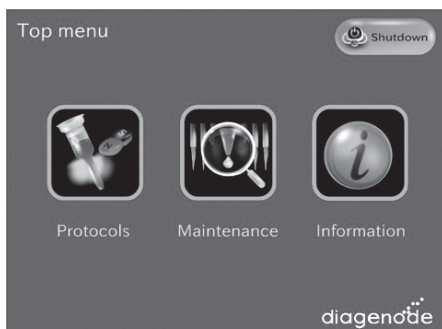 Top menu
Shutdown
Protocols
Maintenance
Information
diagenode